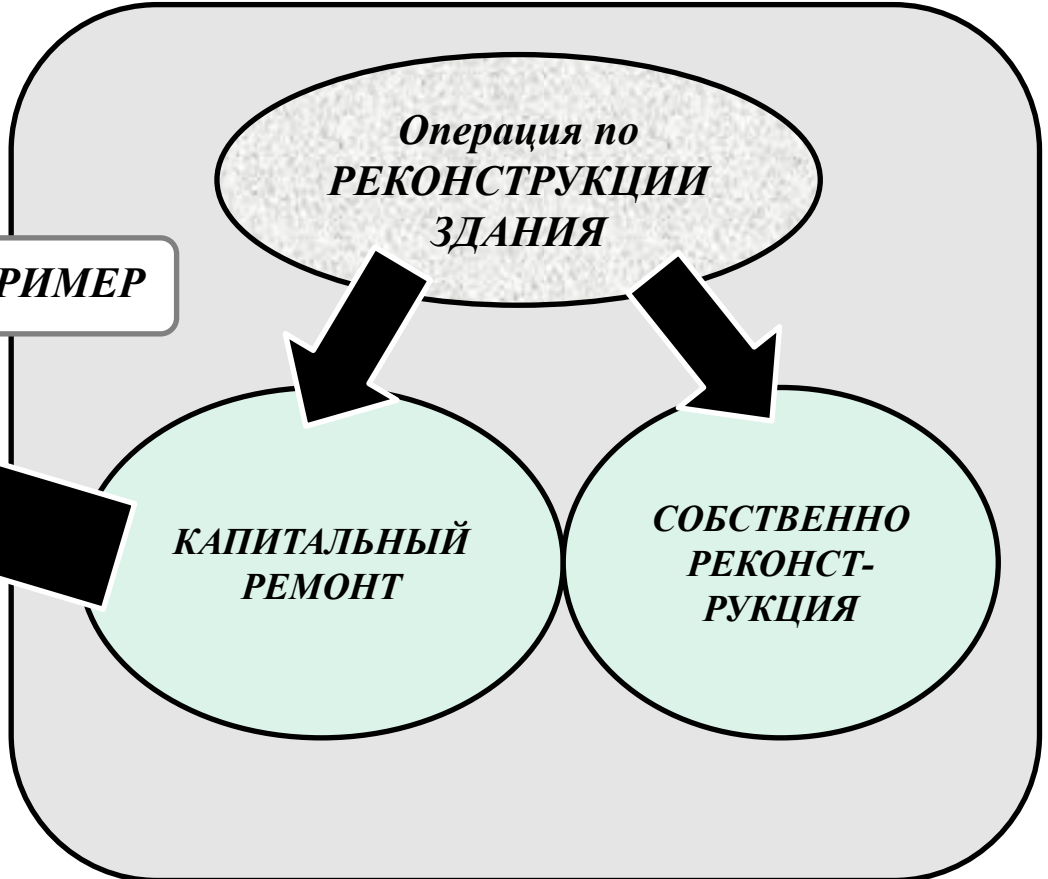 Операция по
РЕКОНСТРУКЦИИ
ЗДАНИЯ
РИМЕР
КАПИТАЛЬНЫЙ
РЕМОНТ
СОБСТВЕННО
РЕКОНСТ-
РУКЦИЯ